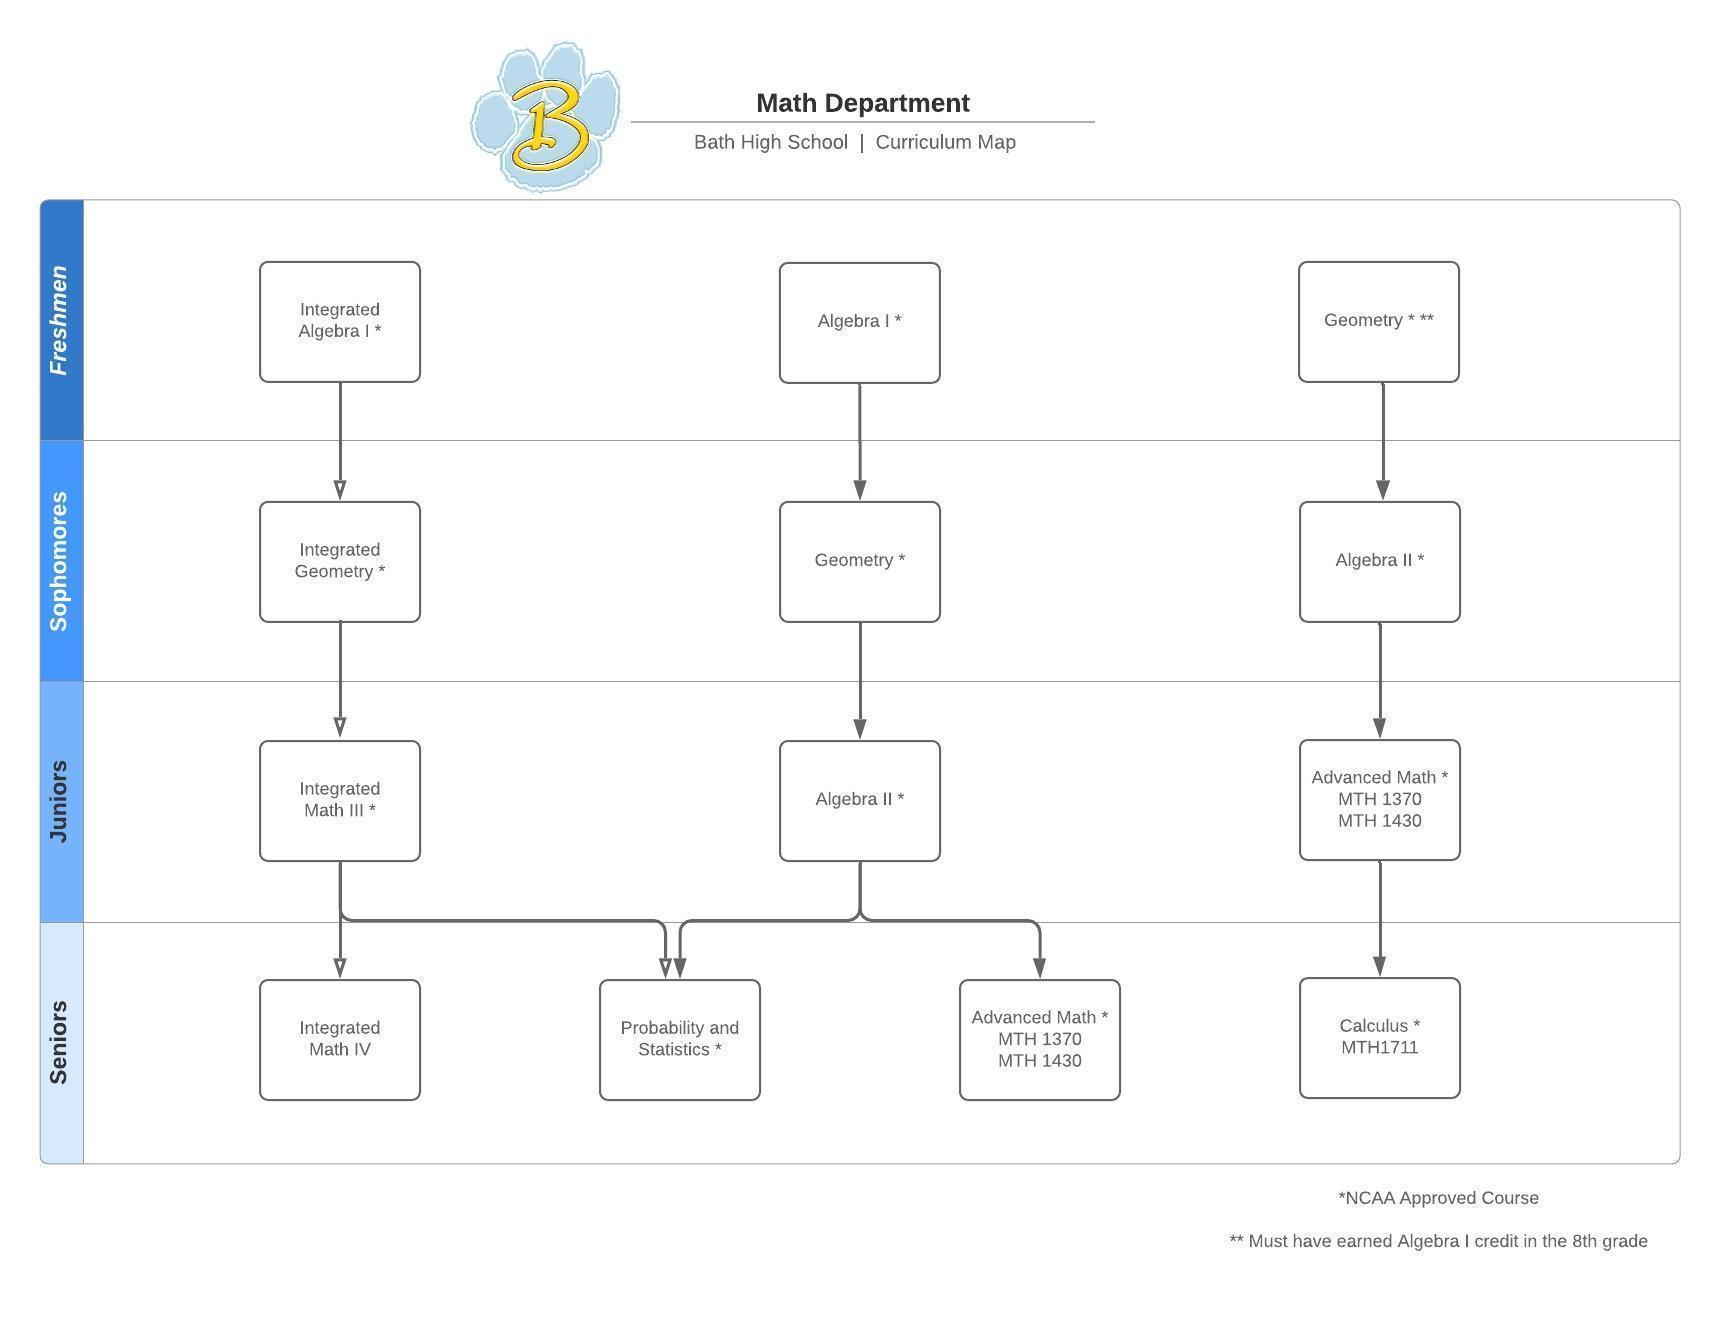 B
Math Department
Bath High School | Curriculum Map
Freshmen
Integrated
Algebra I *
Algebra I *
Geometry * **
Sophomores
Integrated
Geometry *
Geometry *
Algebra II *
Juniors
Integrated
Math III *
Algebra II *
Advanced Math *
MTH 1370
MTH 1430
Seniors
Integrated
Math IV
Probability and
Statistics *
Advanced Math *
MTH 1370
MTH 1430
Calculus *
MTH1711
*NCAA Approved Course
** Must have earned Algebra I credit in the 8th grade